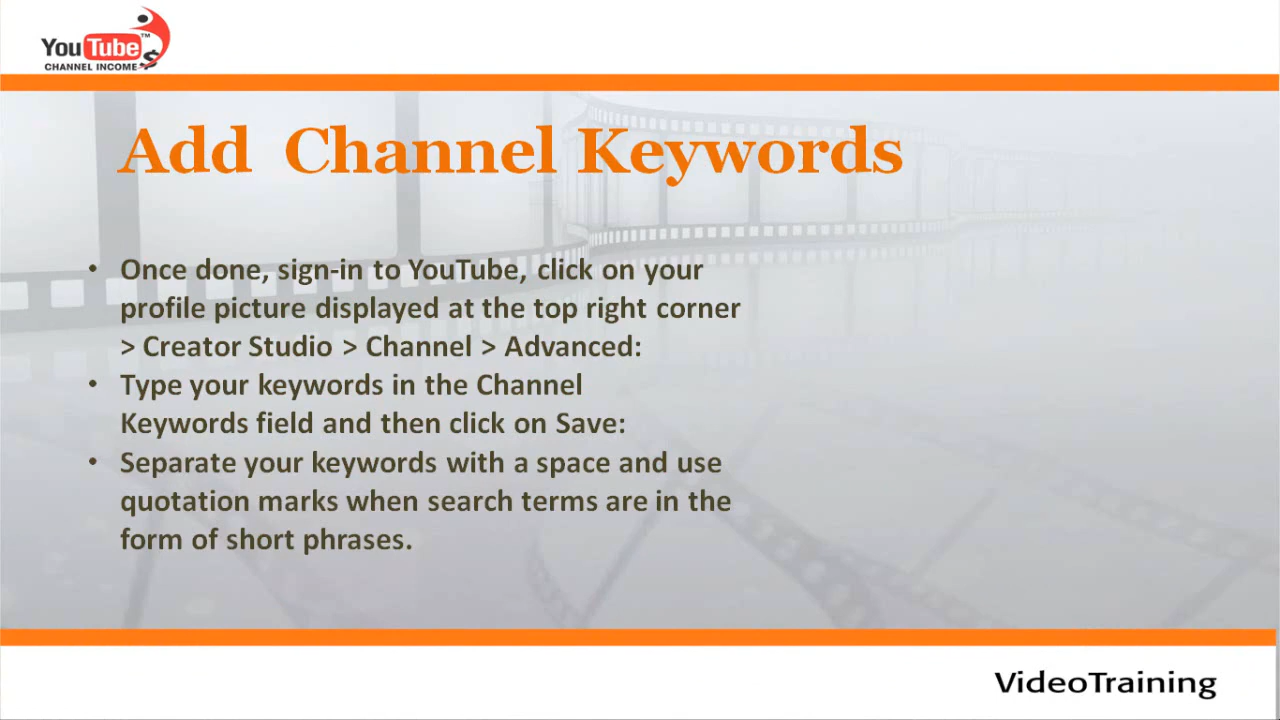 YouTube™
CHANNEL INCOME
Add Channel Keywords
• Once done, sign-in to YouTube, click on your
profile picture displayed at the top right corner
> Creator Studio > Channel > Advanced:
• Type your keywords in the Channel
Keywords field and then click on Save:
• Separate your keywords with a space and use
quotation marks when search terms are in the
form of short phrases.
VideoTraining